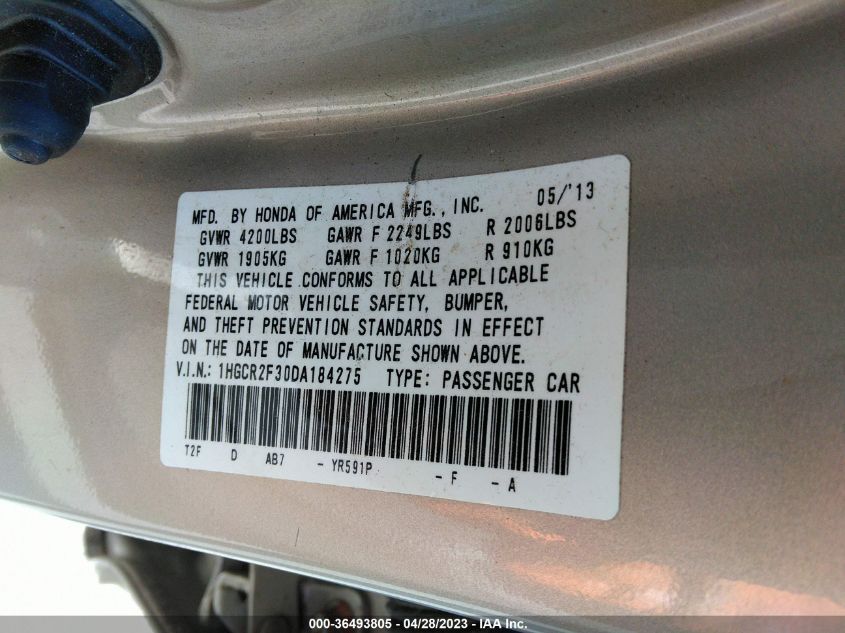 MFD. BY HONDA OF AMERICA MFG., INC. 05/'13
GVWR 4200LBS GAWR F 2249LBS R 2006LBS
GVWR 1905KG GAWR F 1020KG R 910KG
THIS VEHICLE CONFORMS TO ALL APPLICABLE
FEDERAL MOTOR VEHICLE SAFETY, BUMPER,
AND THEFT PREVENTION STANDARDS IN EFFECT
ON THE DATE OF MANUFACTURE SHOWN ABOVE.
V.I.N.: 1HGCR2F30DA184275 TYPE: PASSENGER CAR
T2F D AB7 - YR591P - F - A
000-36493805 - 04/28/2023 - IAA Inc.